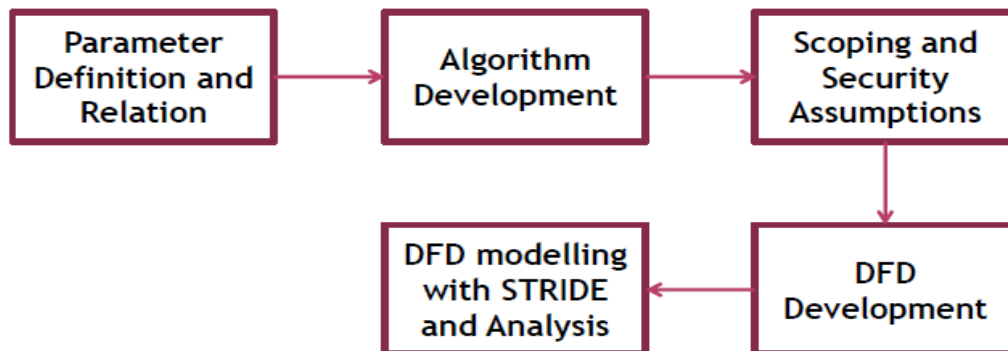 Parameter
Definition and
Relation
Algorithm
Development
Scoping and
Security
Assumptions
DFD modelling
with STRIDE
and Analysis
DFD
Development